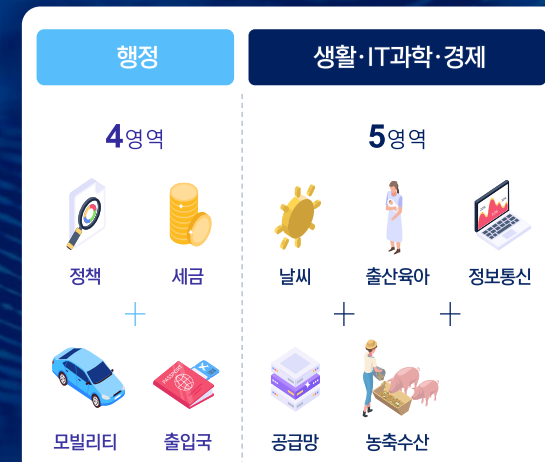 행정
4영역
정책
세금
모빌리티
출입국
생활·IT과학·경제
5영역
날씨
출산육아
정보통신
공급망
농축수산
PASSPORT